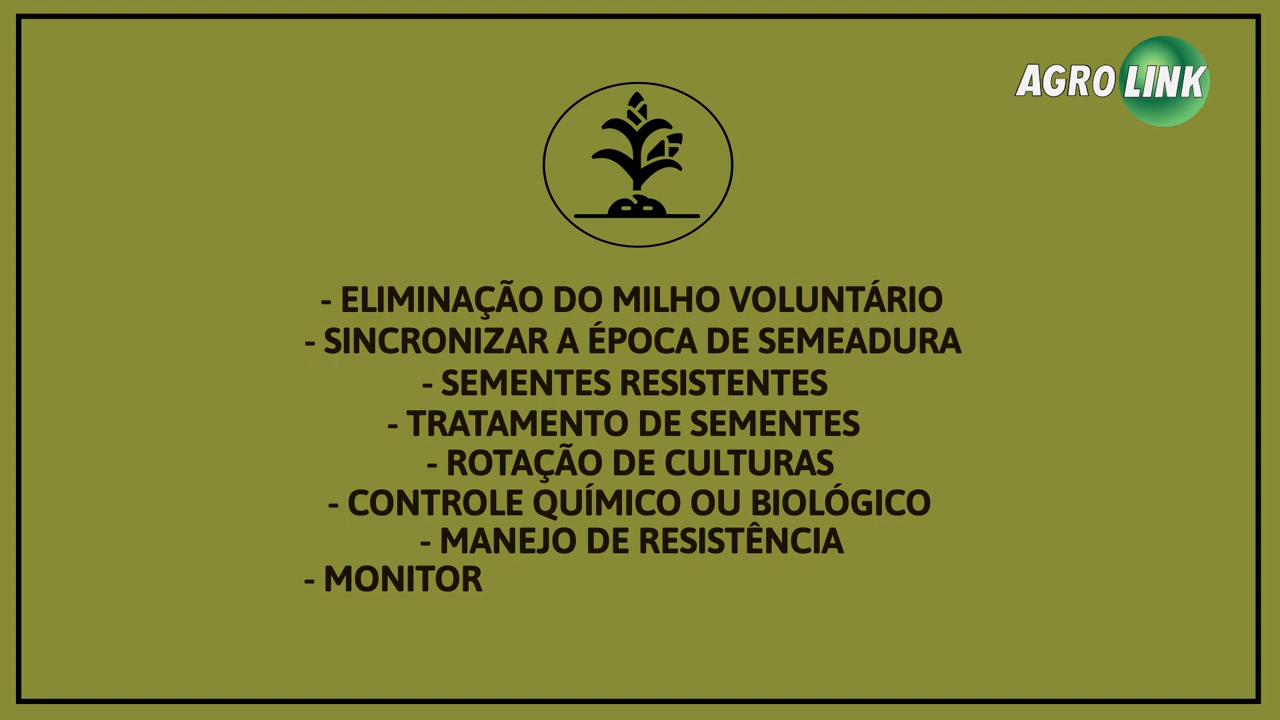 AGRO LINK
- ELIMINAÇÃO DO MILHO VOLUNTÁRIO
- SINCRONIZAR A ÉPOCA DE SEMEADURA
- SEMENTES RESISTENTES
- TRATAMENTO DE SEMENTES
- ROTAÇÃO DE CULTURAS
- CONTROLE QUÍMICO OU BIOLÓGICO
- MANEJO DE RESISTÊNCIA
- MONITOR